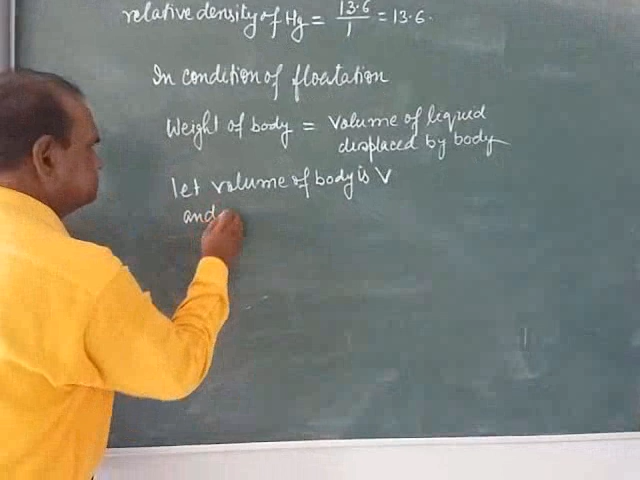 relative density of Hg = 13.6/1 = 13.6.
In condition of floatation
Weight of body = volume of liquid
displaced by body
let volume of body is V
and